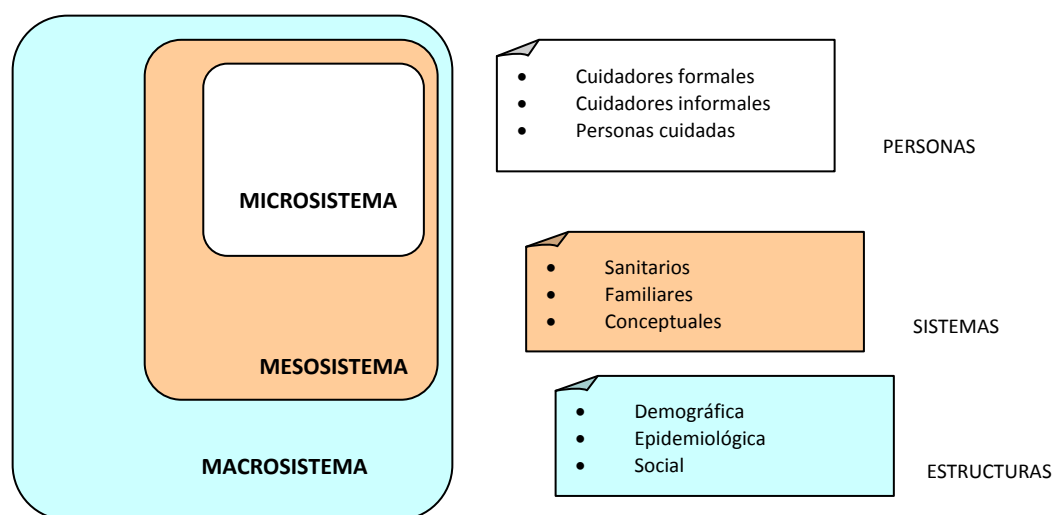 MICROSISTEMA
MESOSISTEMA
MACROSISTEMA
• Cuidadores formales
• Cuidadores informales
• Personas cuidadas
PERSONAS
• Sanitarios
• Familiares
• Conceptuales
SISTEMAS
• Demográfica
• Epidemiológica
• Social
ESTRUCTURAS